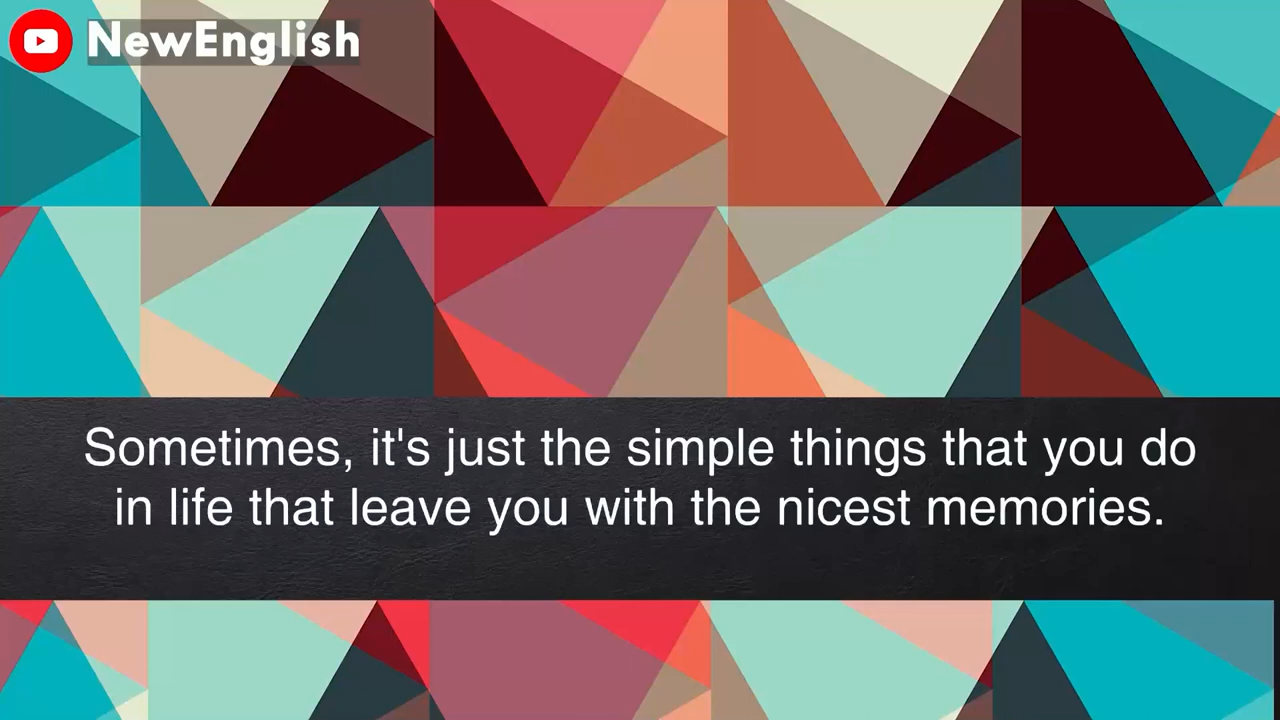 NewEnglish
Sometimes, it's just the simple things that you do
in life that leave you with the nicest memories.